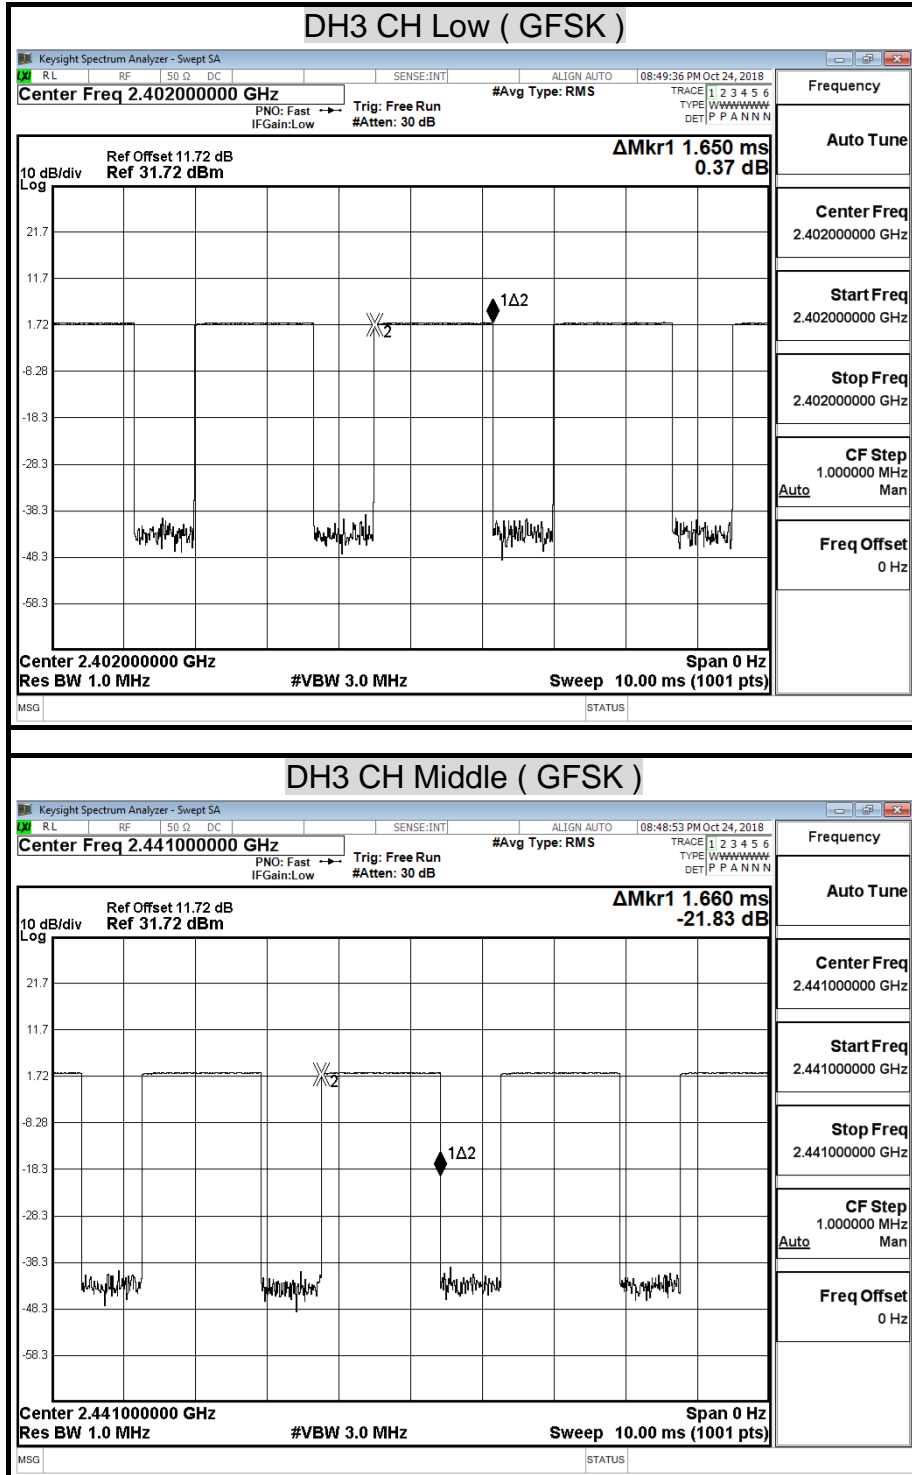 DH3 CH Low ( GFSK )
Keysight Spectrum Analyzer - Swept SA
LXI RL RF 50 Ω DC SENSE:INT ALIGN AUTO 08:49:36 PM Oct 24, 2018
Center Freq 2.402000000 GHz
PNO: Fast
IFGain:Low
Trig: Free Run
#Atten: 30 dB
#Avg Type: RMS
TRACE 1 2 3 4 5 6
TYPE WWWWWW
DET P P A N N N
Frequency
Ref Offset 11.72 dB
10 dB/div Ref 31.72 dBm
Log
ΔMkr1 1.650 ms
0.37 dB
21.7
11.7
1.72
-8.28
-18.3
-28.3
-38.3
-48.3
-58.3
2
1Δ2
Center 2.402000000 GHz Span 0 Hz
Res BW 1.0 MHz #VBW 3.0 MHz Sweep 10.00 ms (1001 pts)
MSG STATUS
Auto Tune
Center Freq
2.402000000 GHz
Start Freq
2.402000000 GHz
Stop Freq
2.402000000 GHz
CF Step
1.000000 MHz
Auto Man
Freq Offset
0 Hz
DH3 CH Middle ( GFSK )
Keysight Spectrum Analyzer - Swept SA
LXI RL RF 50 Ω DC SENSE:INT ALIGN AUTO 08:48:53 PM Oct 24, 2018
Center Freq 2.441000000 GHz
PNO: Fast
IFGain:Low
Trig: Free Run
#Atten: 30 dB
#Avg Type: RMS
TRACE 1 2 3 4 5 6
TYPE WWWWWW
DET P P A N N N
Frequency
Ref Offset 11.72 dB
10 dB/div Ref 31.72 dBm
Log
ΔMkr1 1.660 ms
-21.83 dB
21.7
11.7
1.72
-8.28
-18.3
-28.3
-38.3
-48.3
-58.3
2
1Δ2
Center 2.441000000 GHz Span 0 Hz
Res BW 1.0 MHz #VBW 3.0 MHz Sweep 10.00 ms (1001 pts)
MSG STATUS
Auto Tune
Center Freq
2.441000000 GHz
Start Freq
2.441000000 GHz
Stop Freq
2.441000000 GHz
CF Step
1.000000 MHz
Auto Man
Freq Offset
0 Hz